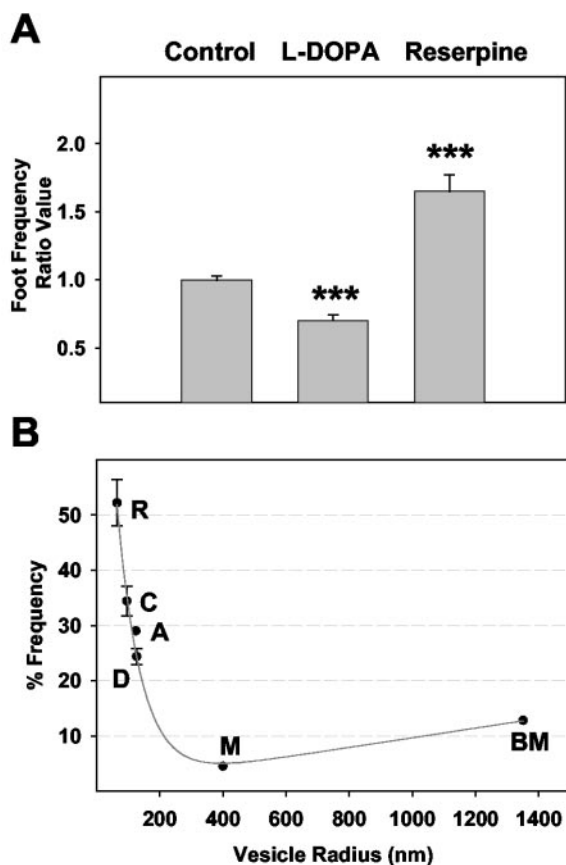 A
Control L-DOPA Reserpine
Foot Frequency
Ratio Value
2.0
***
1.5
1.0
***
0.5
B
% Frequency
50
R
40
C
30
A
20
D
10
M
BM
200 400 600 800 1000 1200 1400
Vesicle Radius (nm)